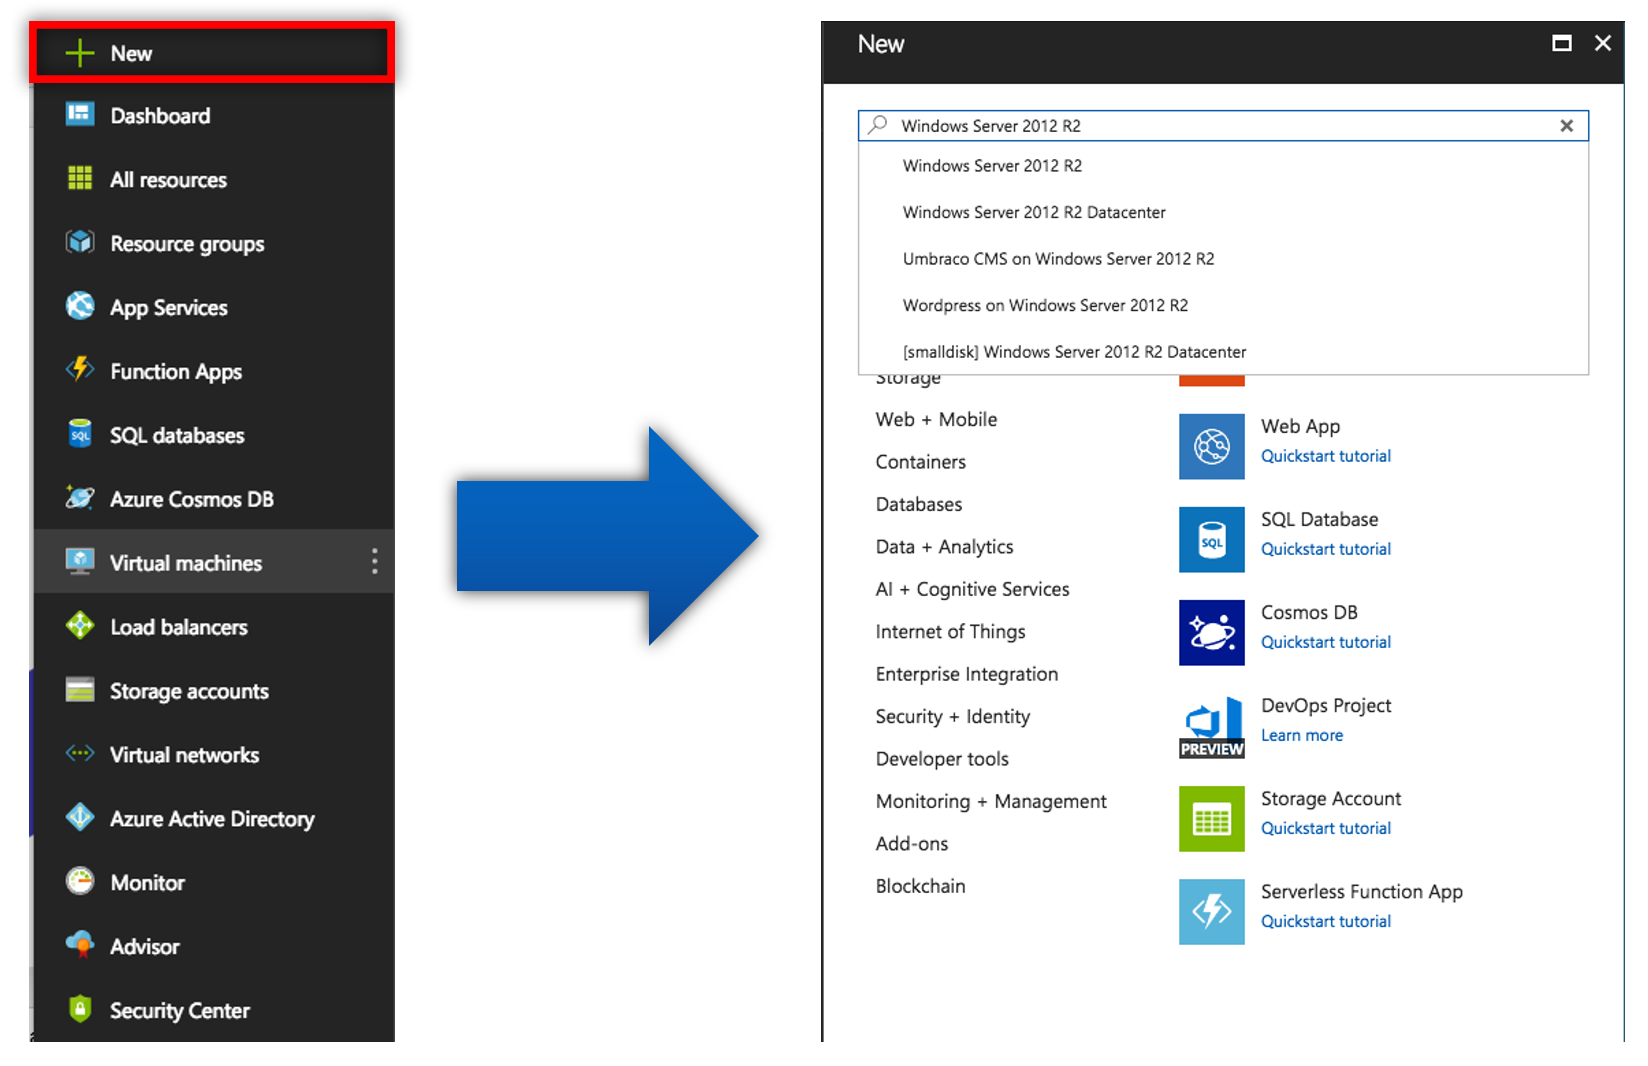 New
Dashboard
All resources
Resource groups
App Services
Function Apps
SQL databases
Azure Cosmos DB
Virtual machines
Load balancers
Storage accounts
Virtual networks
Azure Active Directory
Monitor
Advisor
Security Center
New
Windows Server 2012 R2
Windows Server 2012 R2
Windows Server 2012 R2 Datacenter
Umbraco CMS on Windows Server 2012 R2
Wordpress on Windows Server 2012 R2
[smalldisk] Windows Server 2012 R2 Datacenter
Storage
Web + Mobile
Containers
Databases
Data + Analytics
AI + Cognitive Services
Internet of Things
Enterprise Integration
Security + Identity
Developer tools
Monitoring + Management
Add-ons
Blockchain
Web App
Quickstart tutorial
SQL
SQL Database
Quickstart tutorial
Cosmos DB
Quickstart tutorial
PREVIEW
DevOps Project
Learn more
Storage Account
Quickstart tutorial
Serverless Function App
Quickstart tutorial